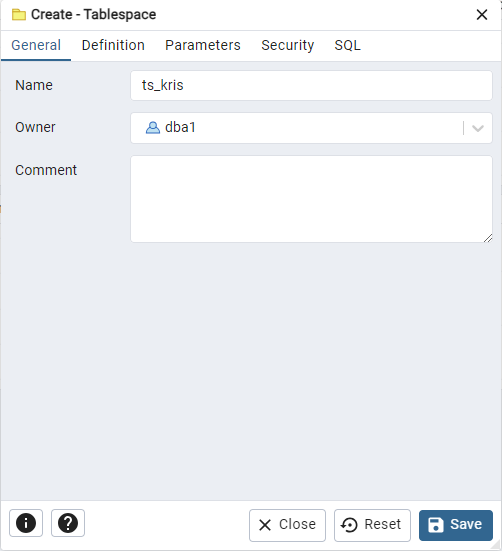 Create - Tablespace
General Definition Parameters Security SQL
Name ts_kris
Owner dba1
Comment
Close Reset Save